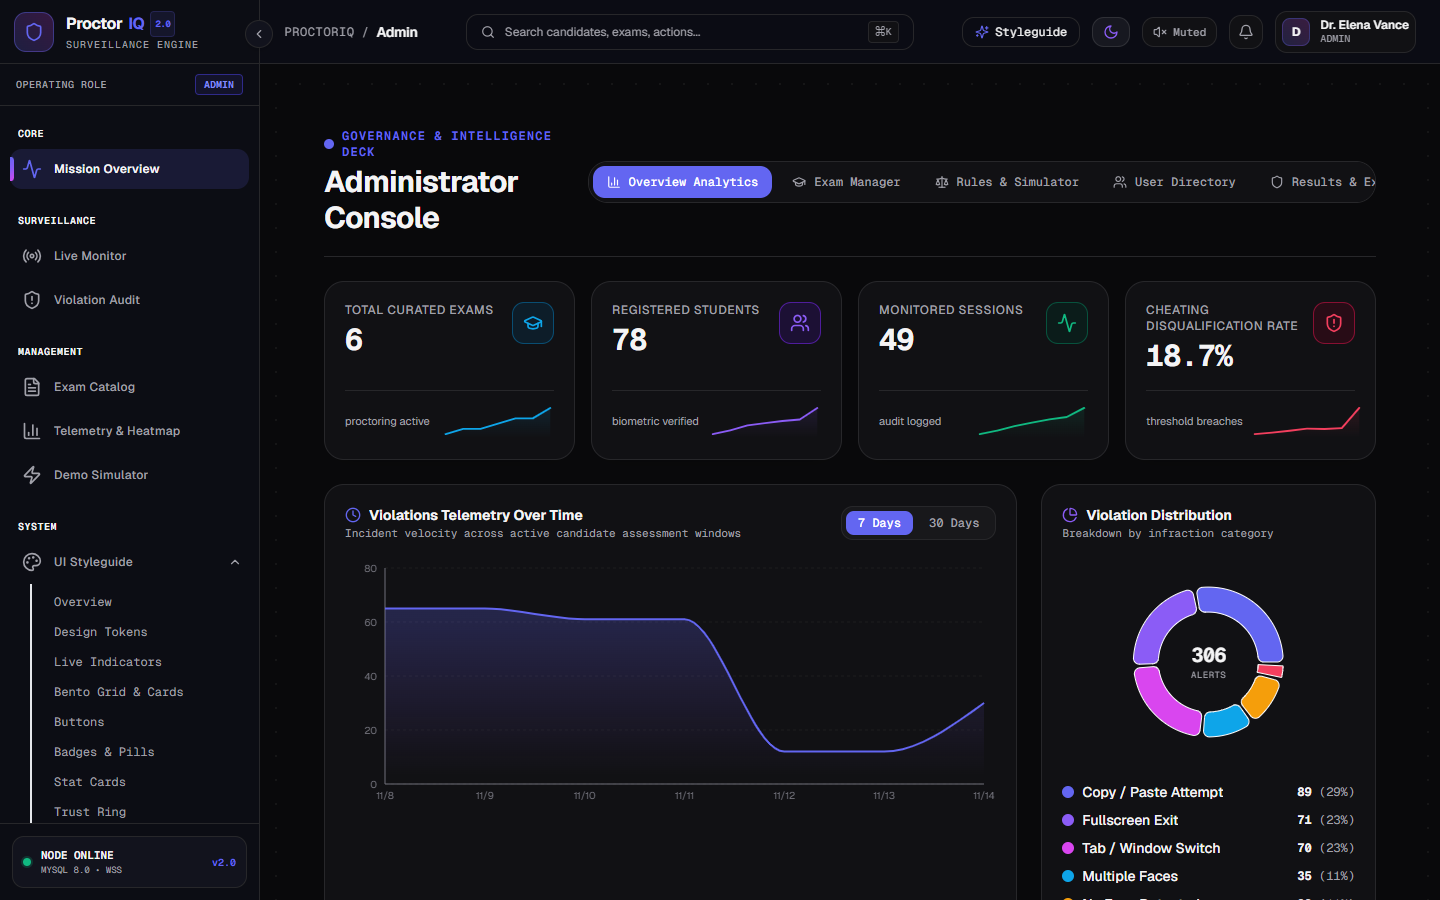 Proctor IQ 2.0
SURVEILLANCE ENGINE
PROCTORIQ / Admin
Search candidates, exams, actions...
⌘K
Styleguide
Muted
D
Dr. Elena Vance
ADMIN
OPERATING ROLE
ADMIN
CORE
Mission Overview
SURVEILLANCE
Live Monitor
Violation Audit
MANAGEMENT
Exam Catalog
Telemetry & Heatmap
Demo Simulator
SYSTEM
UI Styleguide
Overview
Design Tokens
Live Indicators
Bento Grid & Cards
Buttons
Badges & Pills
Stat Cards
Trust Ring
NODE ONLINE
MYSQL 8.0 • WSS
v2.0
GOVERNANCE & INTELLIGENCE
DECK
Administrator
Console
Overview Analytics
Exam Manager
Rules & Simulator
User Directory
Results & Ex
TOTAL CURATED EXAMS
6
proctoring active
REGISTERED STUDENTS
78
biometric verified
MONITORED SESSIONS
49
audit logged
CHEATING
DISQUALIFICATION RATE
18.7%
threshold breaches
Violations Telemetry Over Time
Incident velocity across active candidate assessment windows
7 Days
30 Days
80
60
40
20
0
11/8
11/9
11/10
11/11
11/12
11/13
11/14
Violation Distribution
Breakdown by infraction category
306
ALERTS
Copy / Paste Attempt 89 (29%)
Fullscreen Exit 71 (23%)
Tab / Window Switch 70 (23%)
Multiple Faces 35 (11%)